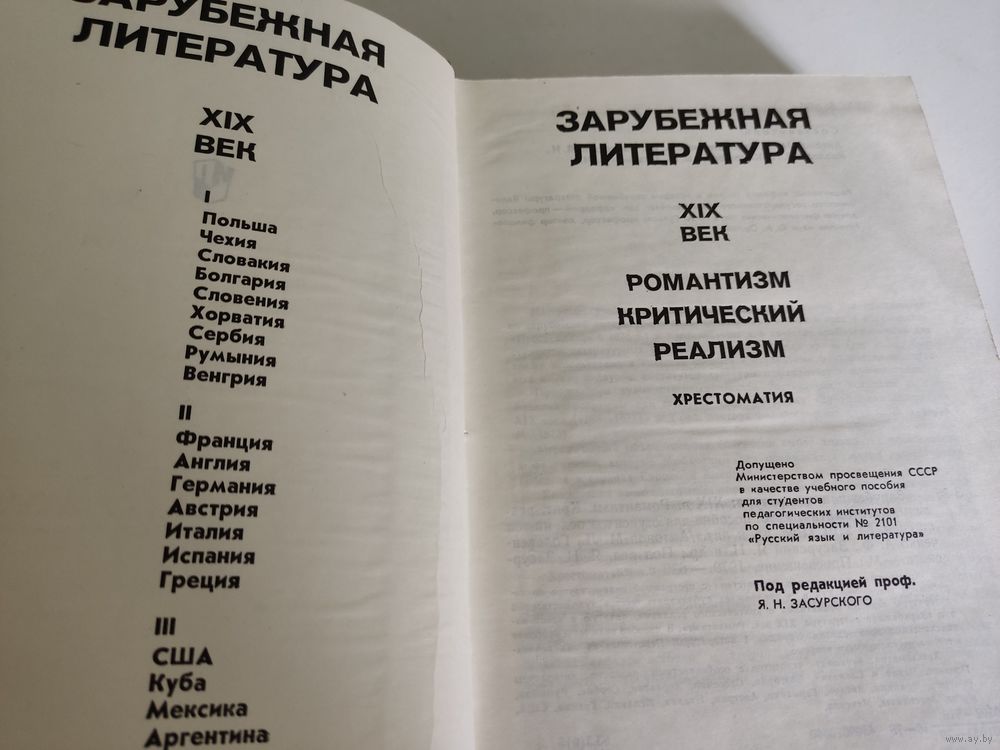 ЗАРУБЕЖНАЯ
ЛИТЕРАТУРА
XIX
ВЕК
I
Польша
Чехия
Словакия
Болгария
Словения
Хорватия
Сербия
Румыния
Венгрия
II
Франция
Англия
Германия
Австрия
Италия
Испания
Греция
III
США
Куба
Мексика
Аргентина
ЗАРУБЕЖНАЯ
ЛИТЕРАТУРА
XIX
ВЕК
РОМАНТИЗМ
КРИТИЧЕСКИЙ
РЕАЛИЗМ
ХРЕСТОМАТИЯ
Допущено
Министерством просвещения СССР
в качестве учебного пособия
для студентов
педагогических институтов
по специальности № 2101
«Русский язык и литература»
Под редакцией проф.
Я. Н. ЗАСУРСКОГО
www.ay.by